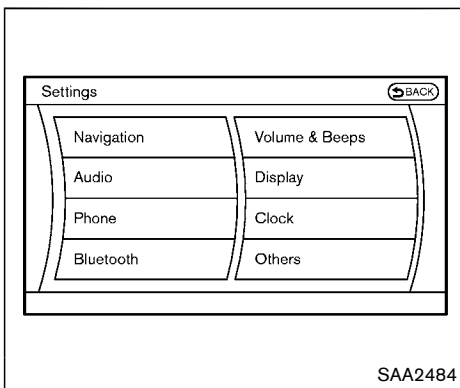 Settings
BACK
Navigation
Volume & Beeps
Audio
Display
Phone
Clock
Bluetooth
Others
SAA2484